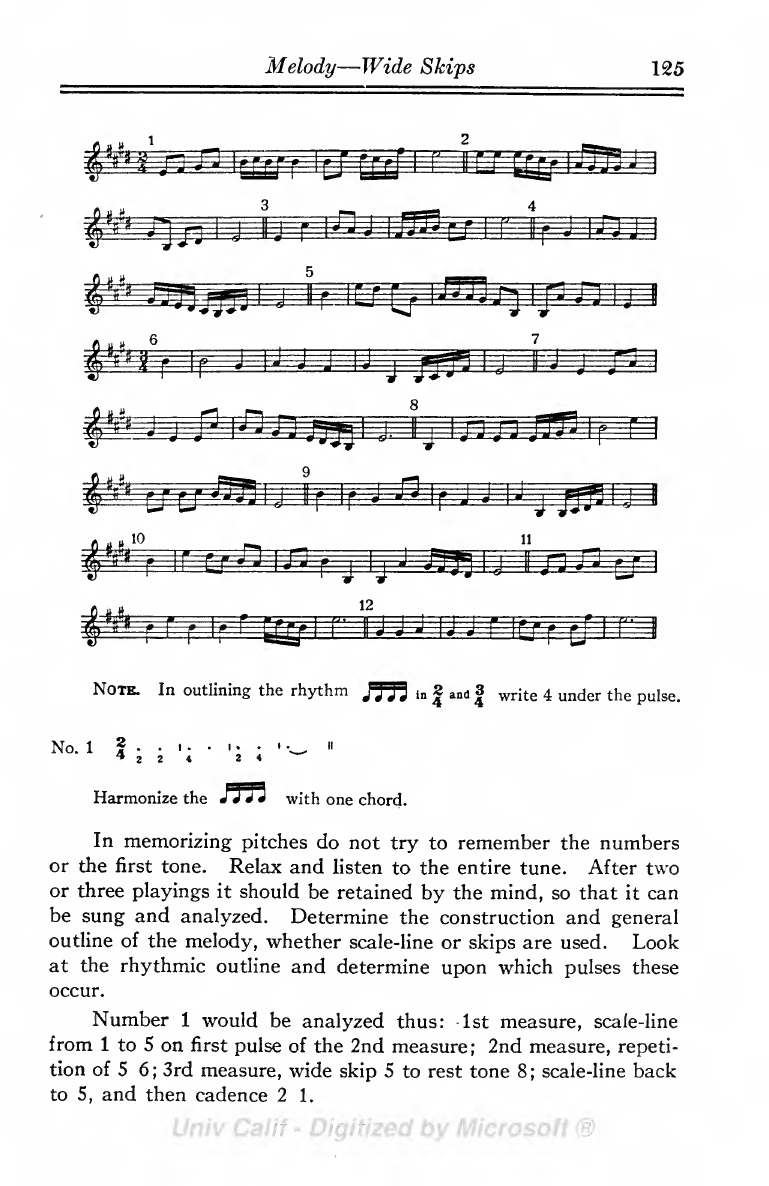 Melody—Wide Skips 125
1 2
3 4
5
6 7
8
9
10 11
12
NOTE. In outlining the rhythm in 2/4 and 3/4 write 4 under the pulse.
No. 1 2/4 2 2 4 2 4
Harmonize the with one chord.
In memorizing pitches do not try to remember the numbers
or the first tone. Relax and listen to the entire tune. After two
or three playings it should be retained by the mind, so that it can
be sung and analyzed. Determine the construction and general
outline of the melody, whether scale-line or skips are used. Look
at the rhythmic outline and determine upon which pulses these
occur.
Number 1 would be analyzed thus: 1st measure, scale-line
from 1 to 5 on first pulse of the 2nd measure; 2nd measure, repeti-
tion of 5 6; 3rd measure, wide skip 5 to rest tone 8; scale-line back
to 5, and then cadence 2 1.
Univ Calif - Digitized by Microsoft ®